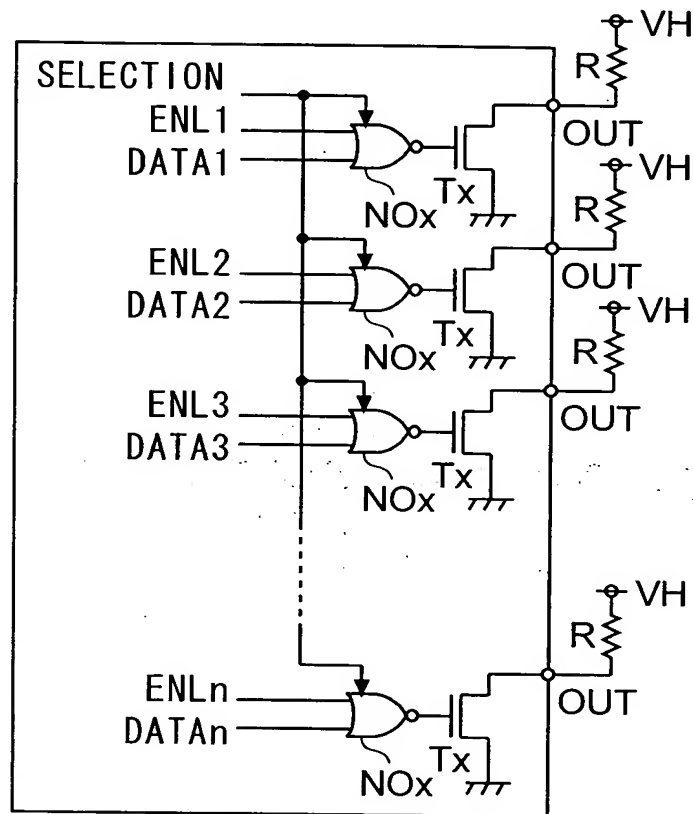 VH
R
SELECTION
ENL1
DATA1
OUT
Tx
NOx
VH
R
ENL2
DATA2
OUT
Tx
NOx
VH
R
ENL3
DATA3
OUT
Tx
NOx
VH
R
ENLn
DATAn
OUT
Tx
NOx